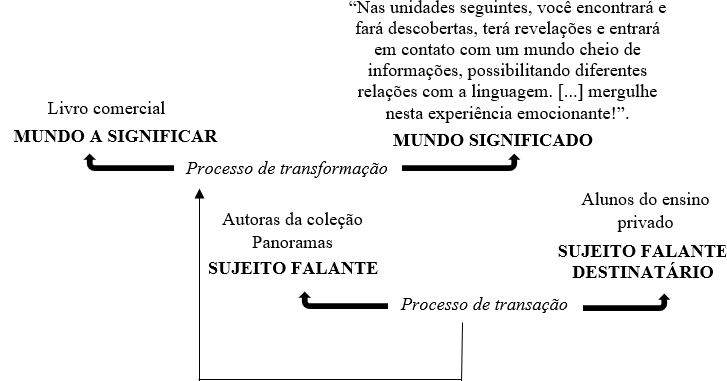 “Nas unidades seguintes, você encontrará e
fará descobertas, terá revelações e entrará
em contato com um mundo cheio de
informações, possibilitando diferentes
relações com a linguagem. [...] mergulhe
nesta experiência emocionante!”.
Livro comercial
MUNDO A SIGNIFICAR
MUNDO SIGNIFICADO
Processo de transformação
Autoras da coleção
Panoramas
SUJEITO FALANTE
Alunos do ensino
privado
SUJEITO FALANTE
DESTINATÁRIO
Processo de transação